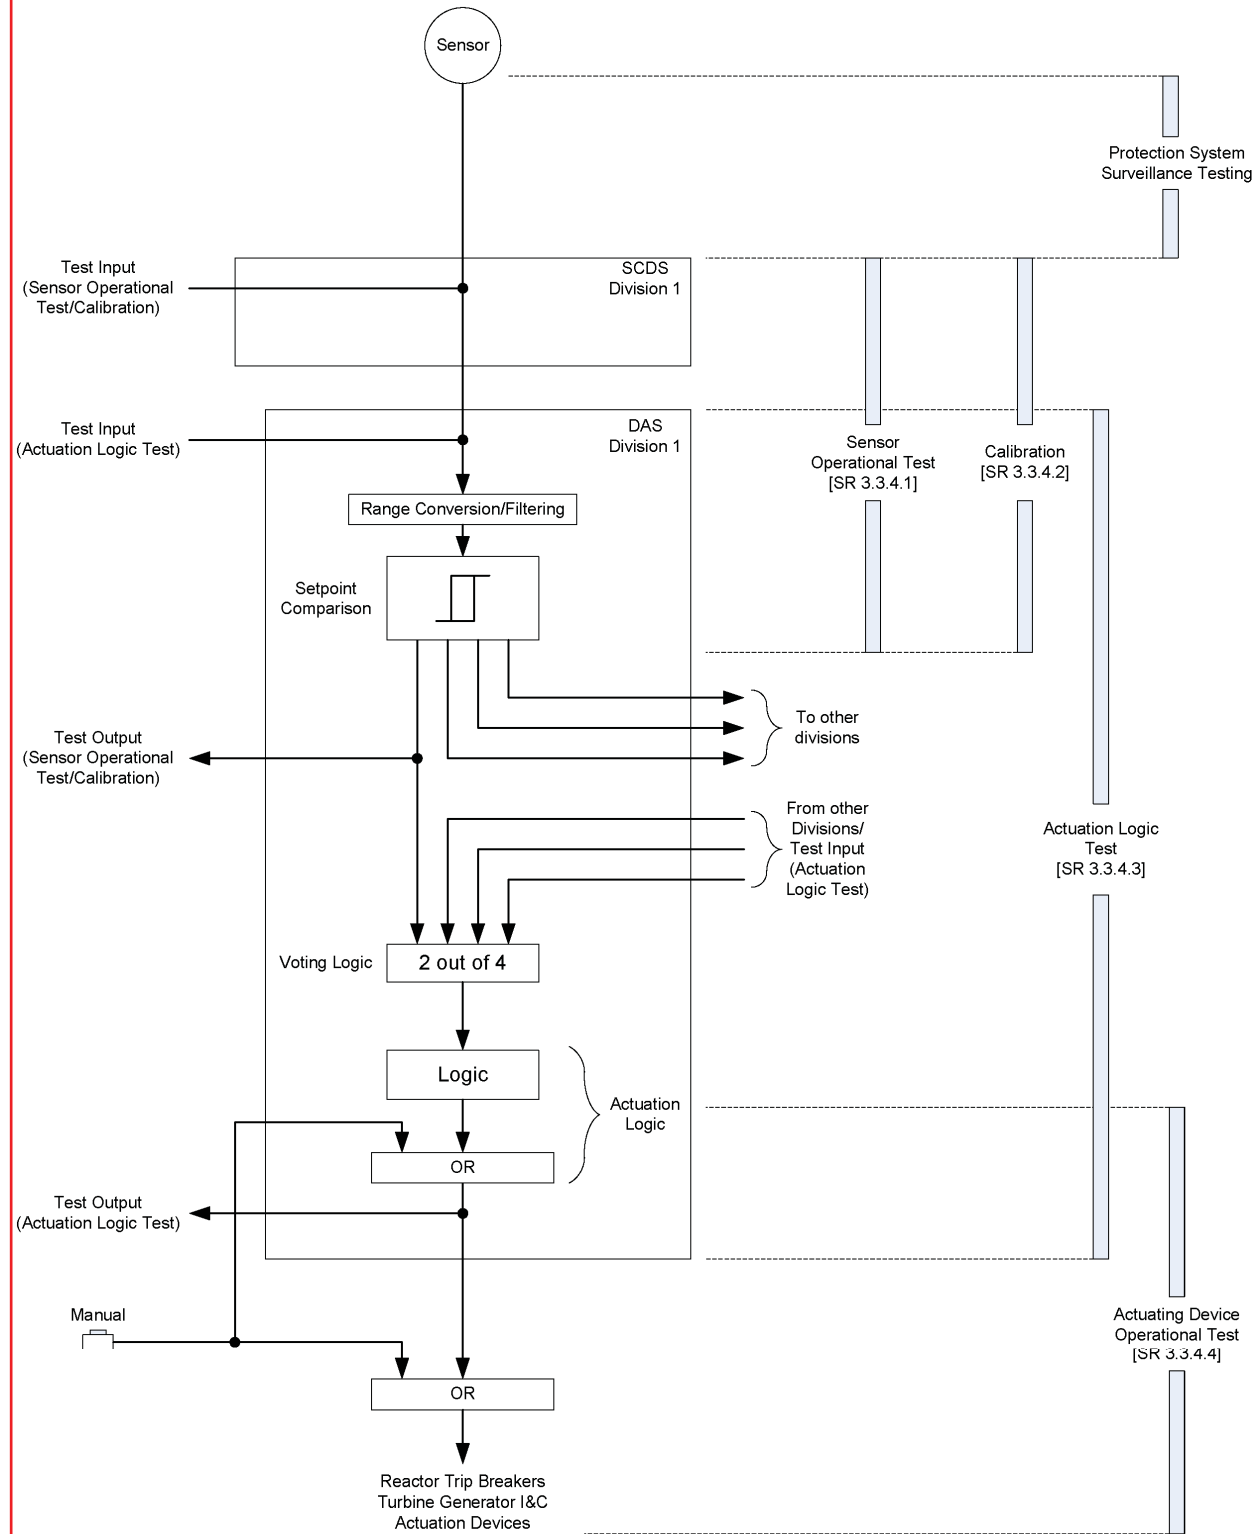 Sensor
Protection System
Surveillance Testing
Test Input
(Sensor Operational
Test/Calibration)
SCDS
Division 1
Test Input
(Actuation Logic Test)
DAS
Division 1
Sensor
Operational Test
[SR 3.3.4.1]
Calibration
[SR 3.3.4.2]
Range Conversion/Filtering
Setpoint
Comparison
To other
divisions
Test Output
(Sensor Operational
Test/Calibration)
From other
Divisions/
Test Input
(Actuation
Logic Test)
Actuation Logic
Test
[SR 3.3.4.3]
Voting Logic
2 out of 4
Logic
Actuation
Logic
OR
Test Output
(Actuation Logic Test)
Manual
Actuating Device
Operational Test
[SR 3.3.4.4]
OR
Reactor Trip Breakers
Turbine Generator I&C
Actuation Devices